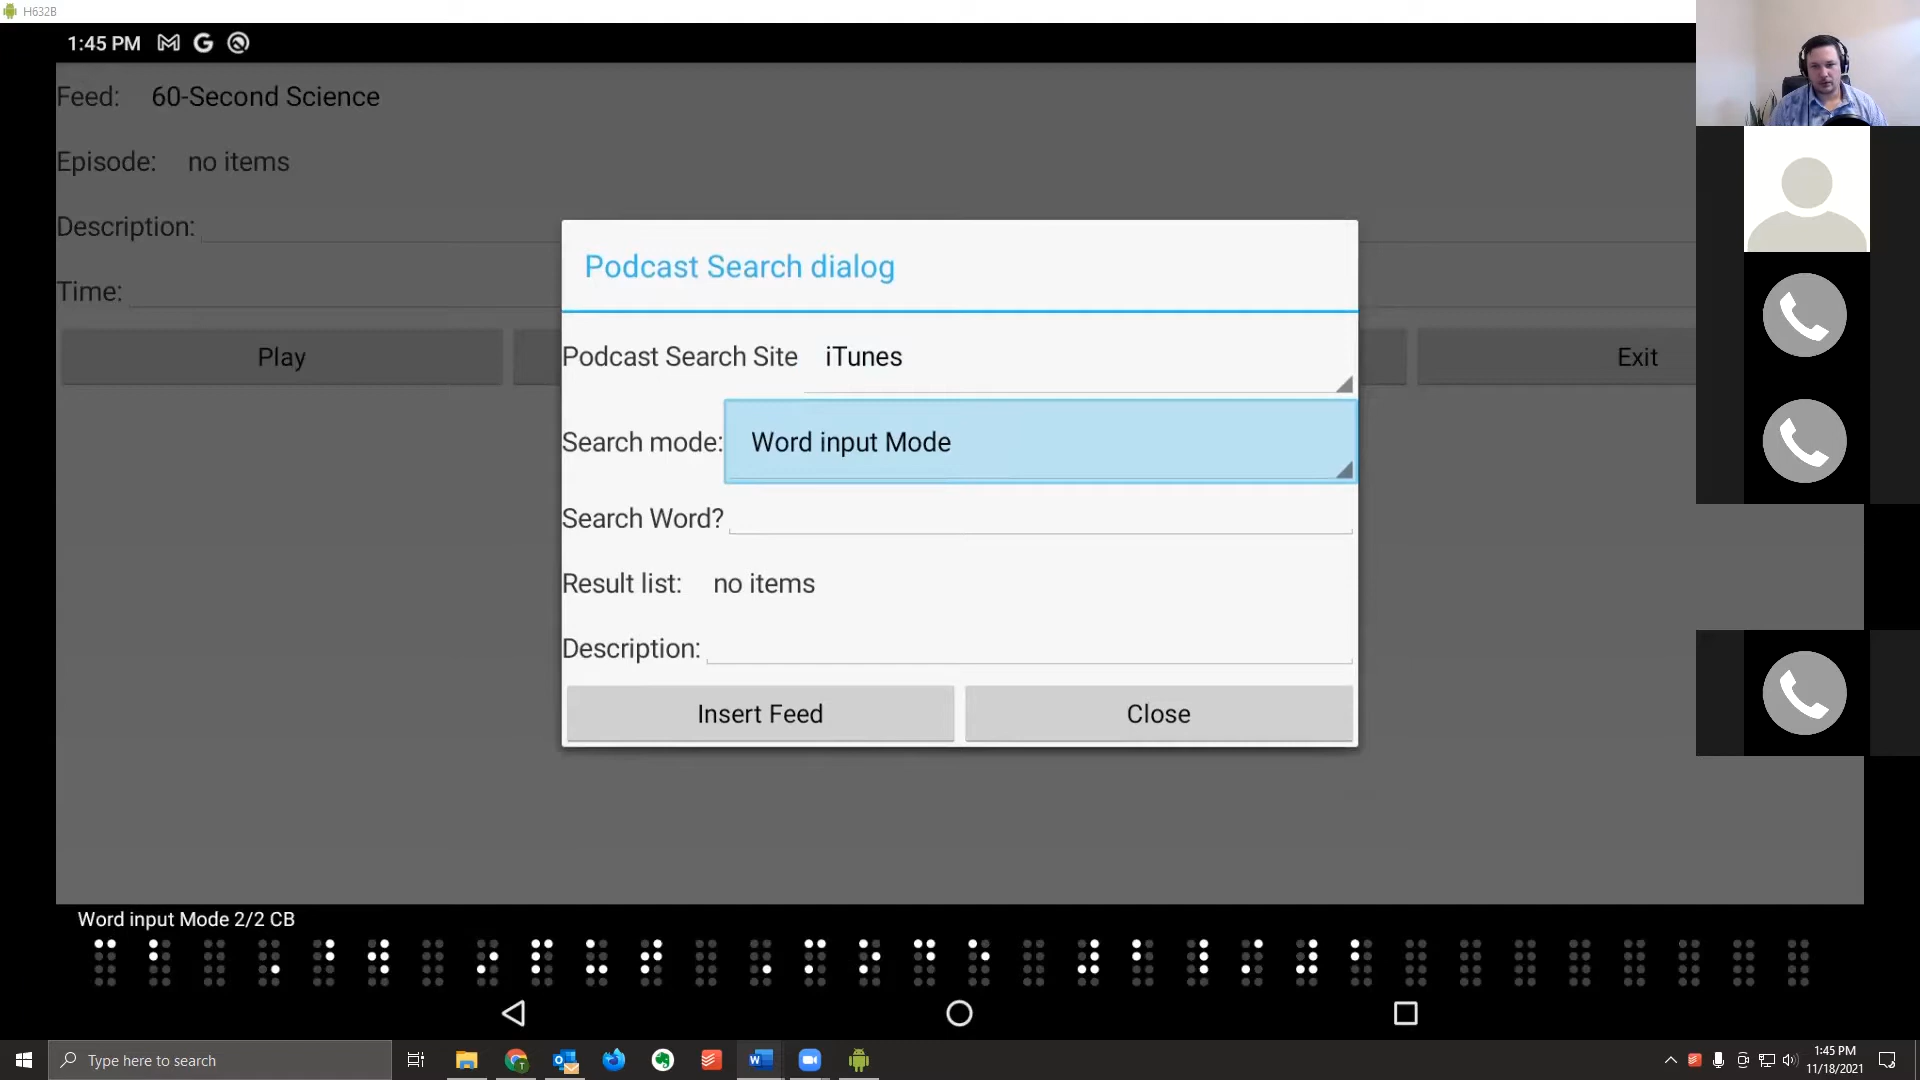 H632B
1:45 PM
Feed: 60-Second Science
Episode: no items
Description:
Time:
Play
Exit
Podcast Search dialog
Podcast Search Site iTunes
Search mode: Word input Mode
Search Word?
Result list: no items
Description:
Insert Feed
Close
Word input Mode 2/2 CB
Type here to search
1:45 PM
11/18/2021